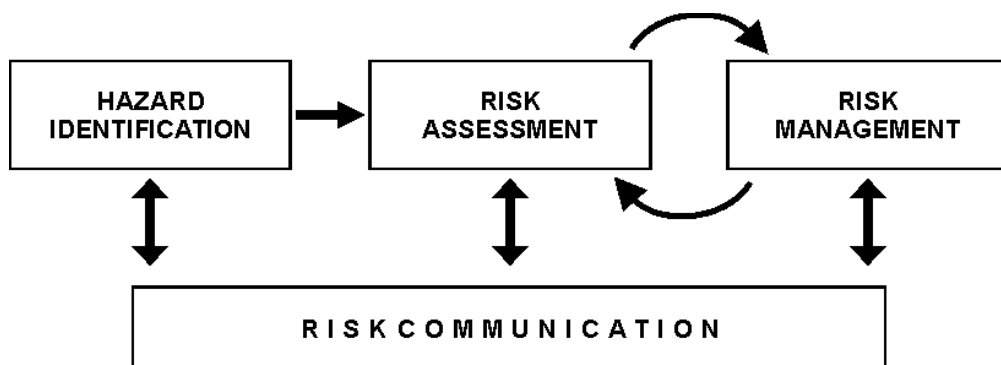 HAZARD
IDENTIFICATION
RISK
ASSESSMENT
RISK
MANAGEMENT
RISK COMMUNICATION